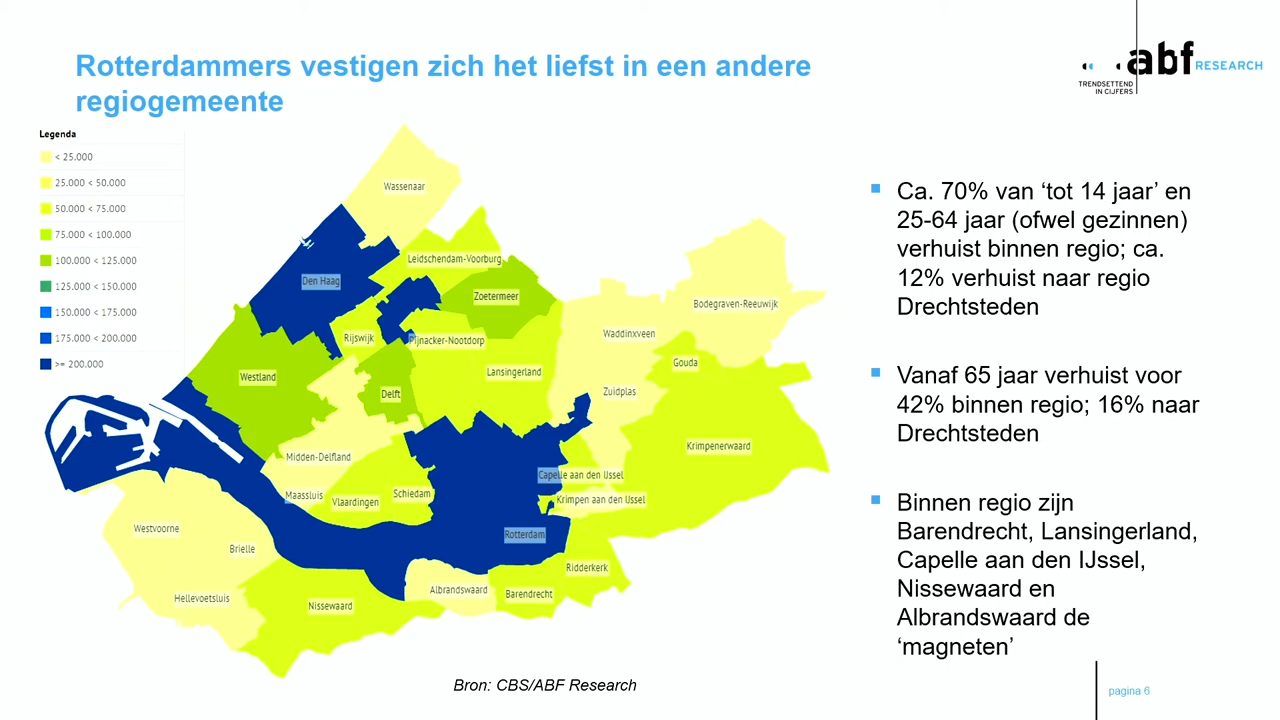 Rotterdammers vestigen zich het liefst in een andere
regiogemeente
abf RESEARCH
TRENDSETTEND
IN CIJFERS
Legenda
< 25.000
25.000 < 50.000
50.000 < 75.000
75.000 < 100.000
100.000 < 125.000
125.000 < 150.000
150.000 < 175.000
175.000 < 200.000
>= 200.000
Wassenaar
Leidschendam-Voorburg
Den Haag
Zoetermeer
Bodegraven-Reeuwijk
Rijswijk
Pijnacker-Nootdorp
Waddinxveen
Gouda
Westland
Lansingerland
Delft
Zuidplas
Krimpenerwaard
Midden-Delfland
Capelle aan den IJssel
Maassluis
Vlaardingen
Schiedam
Krimpen aan den IJssel
Westvoorne
Rotterdam
Brielle
Ridderkerk
Albrandswaard
Barendrecht
Hellevoetsluis
Nissewaard
Ca. 70% van ‘tot 14 jaar’ en
25-64 jaar (ofwel gezinnen)
verhuist binnen regio; ca.
12% verhuist naar regio
Drechtsteden
Vanaf 65 jaar verhuist voor
42% binnen regio; 16% naar
Drechtsteden
Binnen regio zijn
Barendrecht, Lansingerland,
Capelle aan den IJssel,
Nissewaard en
Albrandswaard de
‘magneten’
Bron: CBS/ABF Research
pagina 6